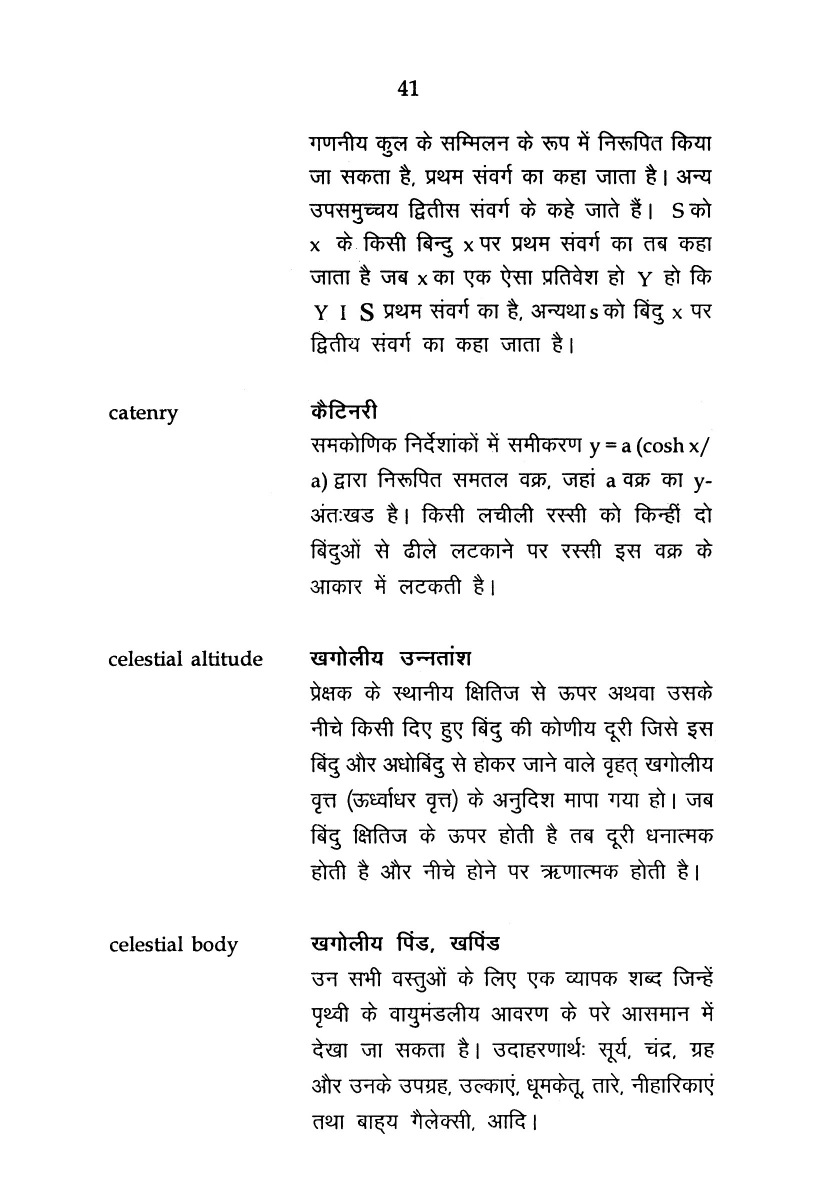 41
गणनीय कुल के सम्मिलन के रूप में निरूपित किया
जा सकता है, प्रथम संवर्ग का कहा जाता है। अन्य
उपसमुच्चय द्वितीस संवर्ग के कहे जाते हैं। S को
x के किसी बिन्दु x पर प्रथम संवर्ग का तब कहा
जाता है जब x का एक ऐसा प्रतिवेश हो Y हो कि
Y I S प्रथम संवर्ग का है, अन्यथा s को बिंदु x पर
द्वितीय संवर्ग का कहा जाता है।
catenry कैटिनरी
समकोणिक निर्देशांकों में समीकरण y = a (cosh x/
a) द्वारा निरूपित समतल वक्र, जहां a वक्र का y-
अंतःखड है। किसी लचीली रस्सी को किन्हीं दो
बिंदुओं से ढीले लटकाने पर रस्सी इस वक्र के
आकार में लटकती है।
celestial altitude खगोलीय उन्नतांश
प्रेक्षक के स्थानीय क्षितिज से ऊपर अथवा उसके
नीचे किसी दिए हुए बिंदु की कोणीय दूरी जिसे इस
बिंदु और अधोबिंदु से होकर जाने वाले वृहत् खगोलीय
वृत्त (ऊर्ध्वाधर वृत्त) के अनुदिश मापा गया हो। जब
बिंदु क्षितिज के ऊपर होती है तब दूरी धनात्मक
होती है और नीचे होने पर ऋणात्मक होती है।
celestial body खगोलीय पिंड, खपिंड
उन सभी वस्तुओं के लिए एक व्यापक शब्द जिन्हें
पृथ्वी के वायुमंडलीय आवरण के परे आसमान में
देखा जा सकता है। उदाहरणार्थः सूर्य, चंद्र, ग्रह
और उनके उपग्रह, उल्काएं, धूमकेतू, तारे, नीहारिकाएं
तथा बाह्य गैलेक्सी, आदि।